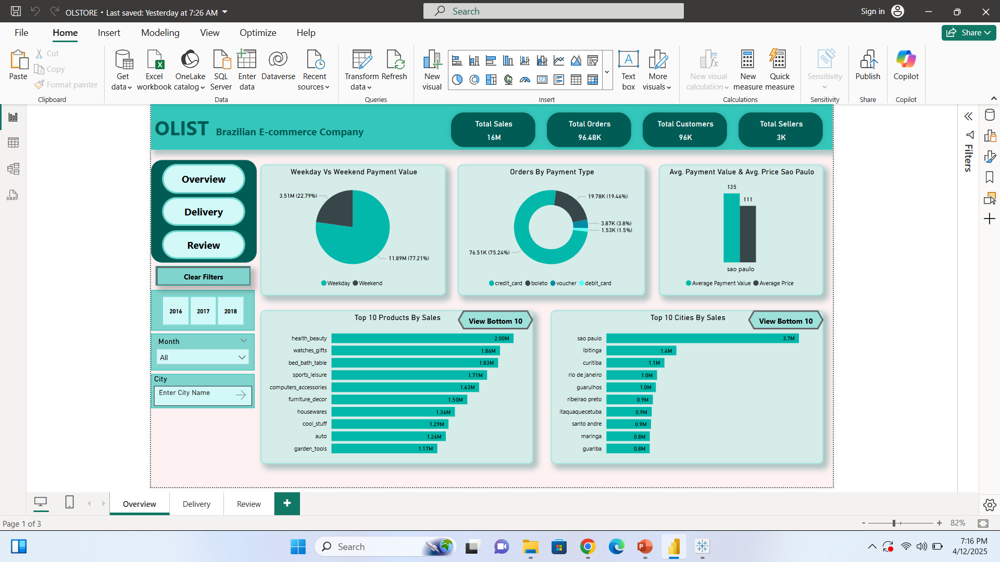 OLSTORE • Last saved: Yesterday at 7:26 AM
Search
Sign in
File
Home
Insert
Modeling
View
Optimize
Help
Share
Paste
Cut
Copy
Format painter
Clipboard
Get data
Excel workbook
OneLake catalog
SQL Server
Enter data
Dataverse
Recent sources
Data
Transform data
Refresh
Queries
New visual
123
A
Text box
More visuals
Insert
New visual calculation
New measure
Quick measure
Calculations
Sensitivity
Sensitivity
Publish
Share
Copilot
Copilot
DAX
OLIST Brazilian E-commerce Company
Total Sales
16M
Total Orders
96.48K
Total Customers
96K
Total Sellers
3K
Filters
Overview
Delivery
Review
Clear Filters
2016
2017
2018
Month
All
City
Enter City Name
Weekday Vs Weekend Payment Value
3.51M (22.79%)
11.89M (77.21%)
Weekday
Weekend
Orders By Payment Type
19.78K (19.46%)
3.87K (3.8%)
1.53K (1.5%)
76.51K (75.24%)
credit_card
boleto
voucher
debit_card
Avg. Payment Value & Avg. Price Sao Paulo
135
111
sao paulo
Average Payment Value
Average Price
Top 10 Products By Sales
View Bottom 10
health_beauty 2.00M
watches_gifts 1.86M
bed_bath_table 1.83M
sports_leisure 1.71M
computers_accessories 1.63M
furniture_decor 1.50M
housewares 1.36M
cool_stuff 1.29M
auto 1.26M
garden_tools 1.17M
Top 10 Cities By Sales
View Bottom 10
sao paulo 3.7M
ibitinga 1.4M
curitiba 1.1M
rio de janeiro 1.0M
guarulhos 1.0M
ribeirao preto 0.9M
itaquaquecetuba 0.9M
santo andre 0.9M
maringa 0.8M
guariba 0.8M
Overview
Delivery
Review
+
Page 1 of 3
- + 82%
Search
7:16 PM
4/12/2025